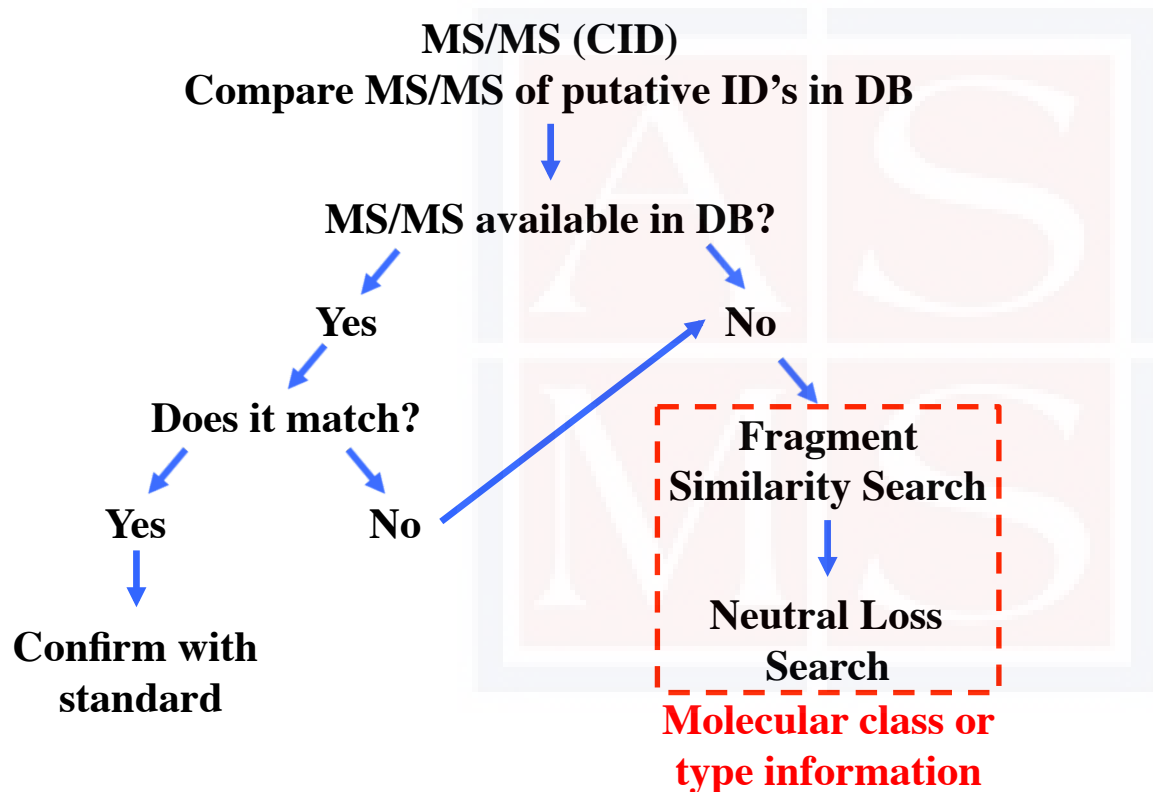 MS/MS (CID)
Compare MS/MS of putative ID’s in DB
MS/MS available in DB?
Yes
No
Does it match?
Yes
No
Confirm with
standard
Fragment
Similarity Search
Neutral Loss
Search
Molecular class or
type information
A S
M S